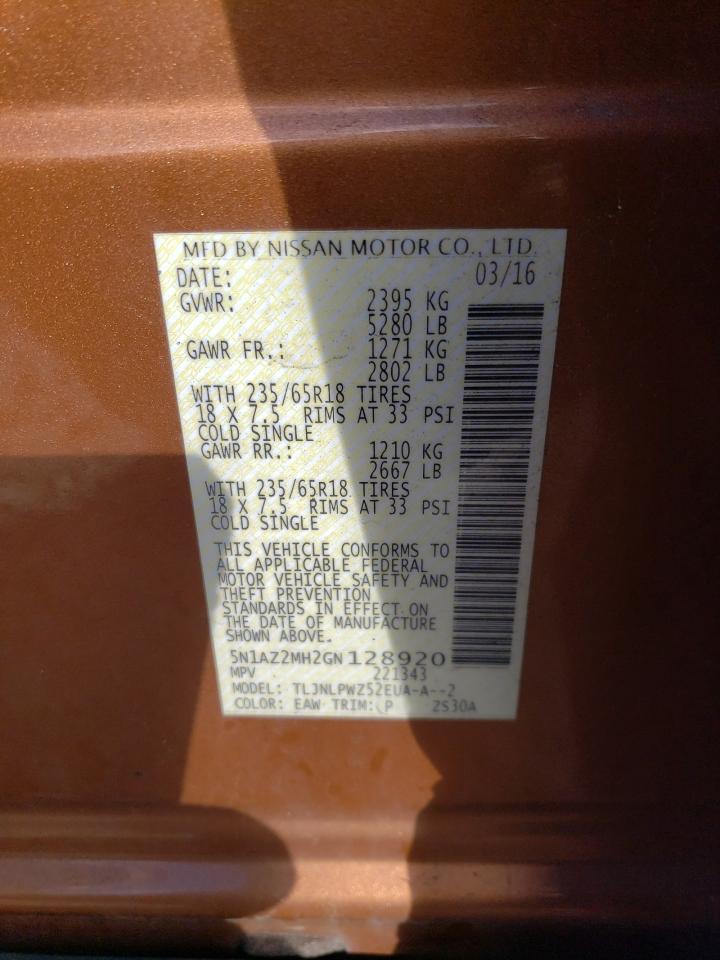 MFD BY NISSAN MOTOR CO., LTD.
DATE: 03/16
GVWR: 2395 KG
5280 LB
GAWR FR.: 1271 KG
2802 LB
WITH 235/65R18 TIRES
18 X 7.5 RIMS AT 33 PSI
COLD SINGLE
GAWR RR.: 1210 KG
2667 LB
WITH 235/65R18 TIRES
18 X 7.5 RIMS AT 33 PSI
COLD SINGLE
THIS VEHICLE CONFORMS TO
ALL APPLICABLE FEDERAL
MOTOR VEHICLE SAFETY AND
THEFT PREVENTION
STANDARDS IN EFFECT ON
THE DATE OF MANUFACTURE
SHOWN ABOVE.
5N1AZ2MH2GN128920
MPV 221343
MODEL: TLJNLPWZ52EUA-A--2
COLOR: EAW TRIM: P ZS30A